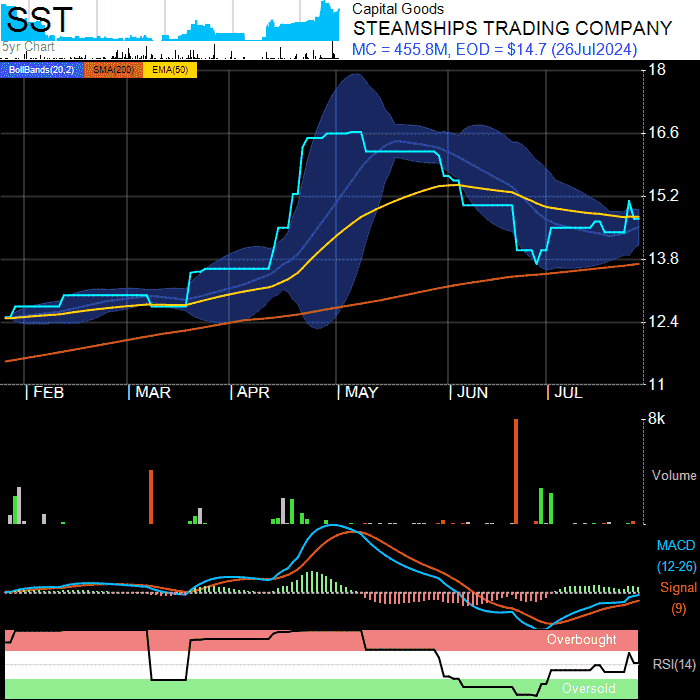 SST
5yr Chart
Capital Goods
STEAMSHIPS TRADING COMPANY
MC = 455.8M, EOD = $14.7 (26Jul2024)
BollBands(20,2) SMA(200) EMA(50)
18
16.6
15.2
13.8
12.4
11
FEB MAR APR MAY JUN JUL
8k
Volume
MACD
(12-26)
Signal
(9)
Overbought
RSI(14)
Oversold